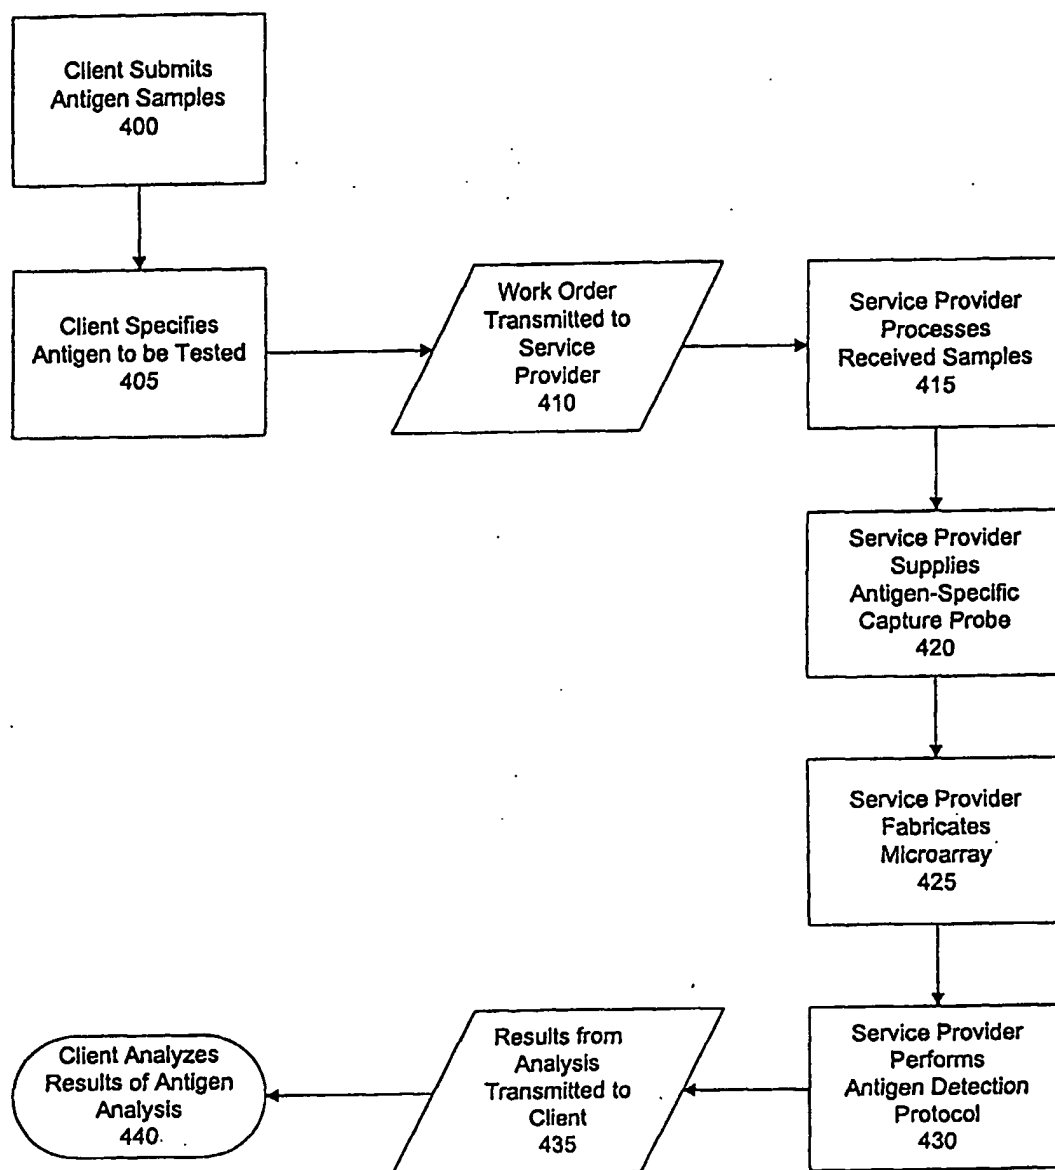 Client Submits
Antigen Samples
400
Client Specifies
Antigen to be Tested
405
Work Order
Transmitted to
Service
Provider
410
Service Provider
Processes
Received Samples
415
Service Provider
Supplies
Antigen-Specific
Capture Probe
420
Service Provider
Fabricates
Microarray
425
Service Provider
Performs
Antigen Detection
Protocol
430
Results from
Analysis
Transmitted to
Client
435
Client Analyzes
Results of Antigen
Analysis
440